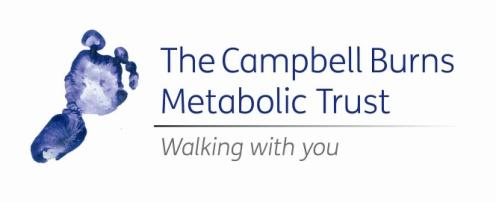 The Campbell Burns
Metabolic Trust
Walking with you